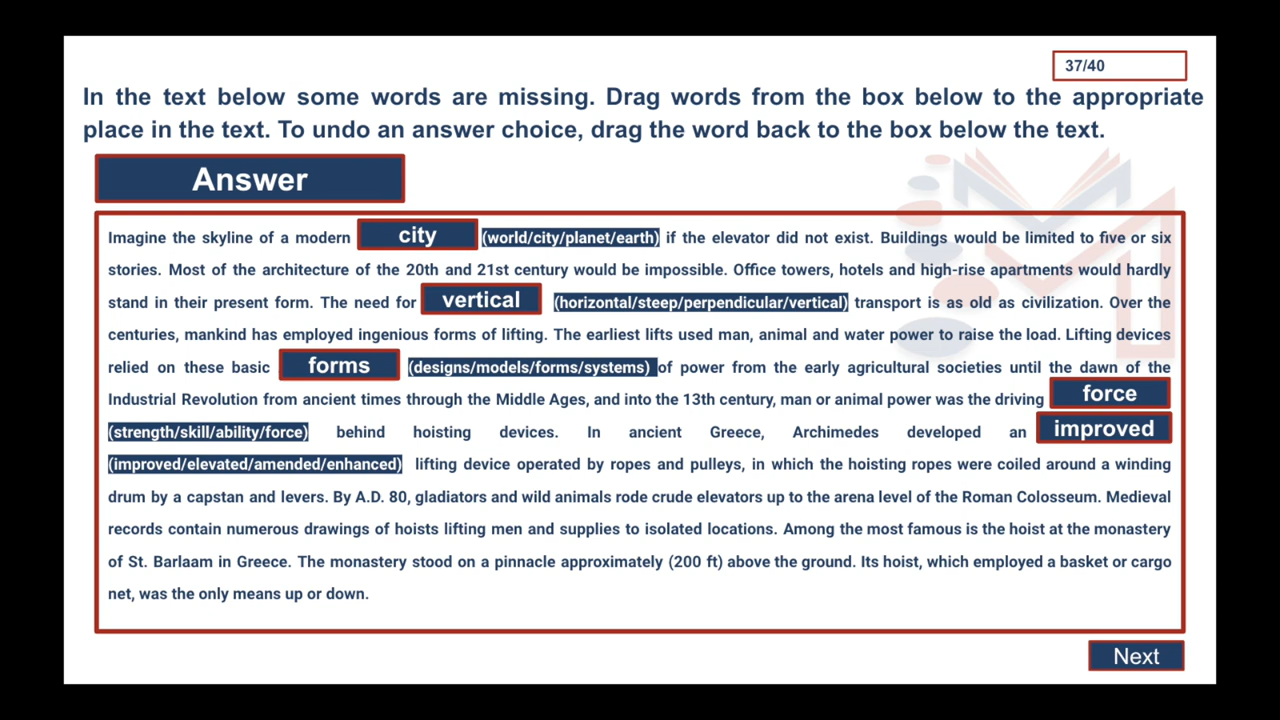 37/40
In the text below some words are missing. Drag words from the box below to the appropriate
place in the text. To undo an answer choice, drag the word back to the box below the text.
Answer
Imagine the skyline of a modern city (world/city/planet/earth) if the elevator did not exist. Buildings would be limited to five or six
stories. Most of the architecture of the 20th and 21st century would be impossible. Office towers, hotels and high-rise apartments would hardly
stand in their present form. The need for vertical (horizontal/steep/perpendicular/vertical) transport is as old as civilization. Over the
centuries, mankind has employed ingenious forms of lifting. The earliest lifts used man, animal and water power to raise the load. Lifting devices
relied on these basic forms (designs/models/forms/systems) of power from the early agricultural societies until the dawn of the
Industrial Revolution from ancient times through the Middle Ages, and into the 13th century, man or animal power was the driving force
(strength/skill/ability/force) behind hoisting devices. In ancient Greece, Archimedes developed an improved
(improved/elevated/amended/enhanced) lifting device operated by ropes and pulleys, in which the hoisting ropes were coiled around a winding
drum by a capstan and levers. By A.D. 80, gladiators and wild animals rode crude elevators up to the arena level of the Roman Colosseum. Medieval
records contain numerous drawings of hoists lifting men and supplies to isolated locations. Among the most famous is the hoist at the monastery
of St. Barlaam in Greece. The monastery stood on a pinnacle approximately (200 ft) above the ground. Its hoist, which employed a basket or cargo
net, was the only means up or down.
Next